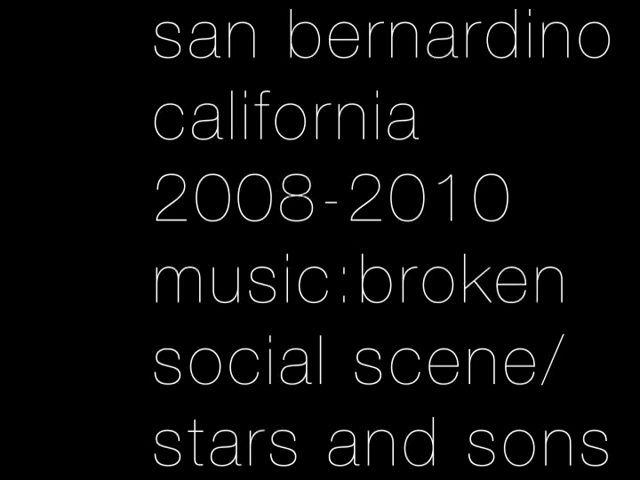 san bernardino
california
2008-2010
music:broken
social scene/
stars and sons